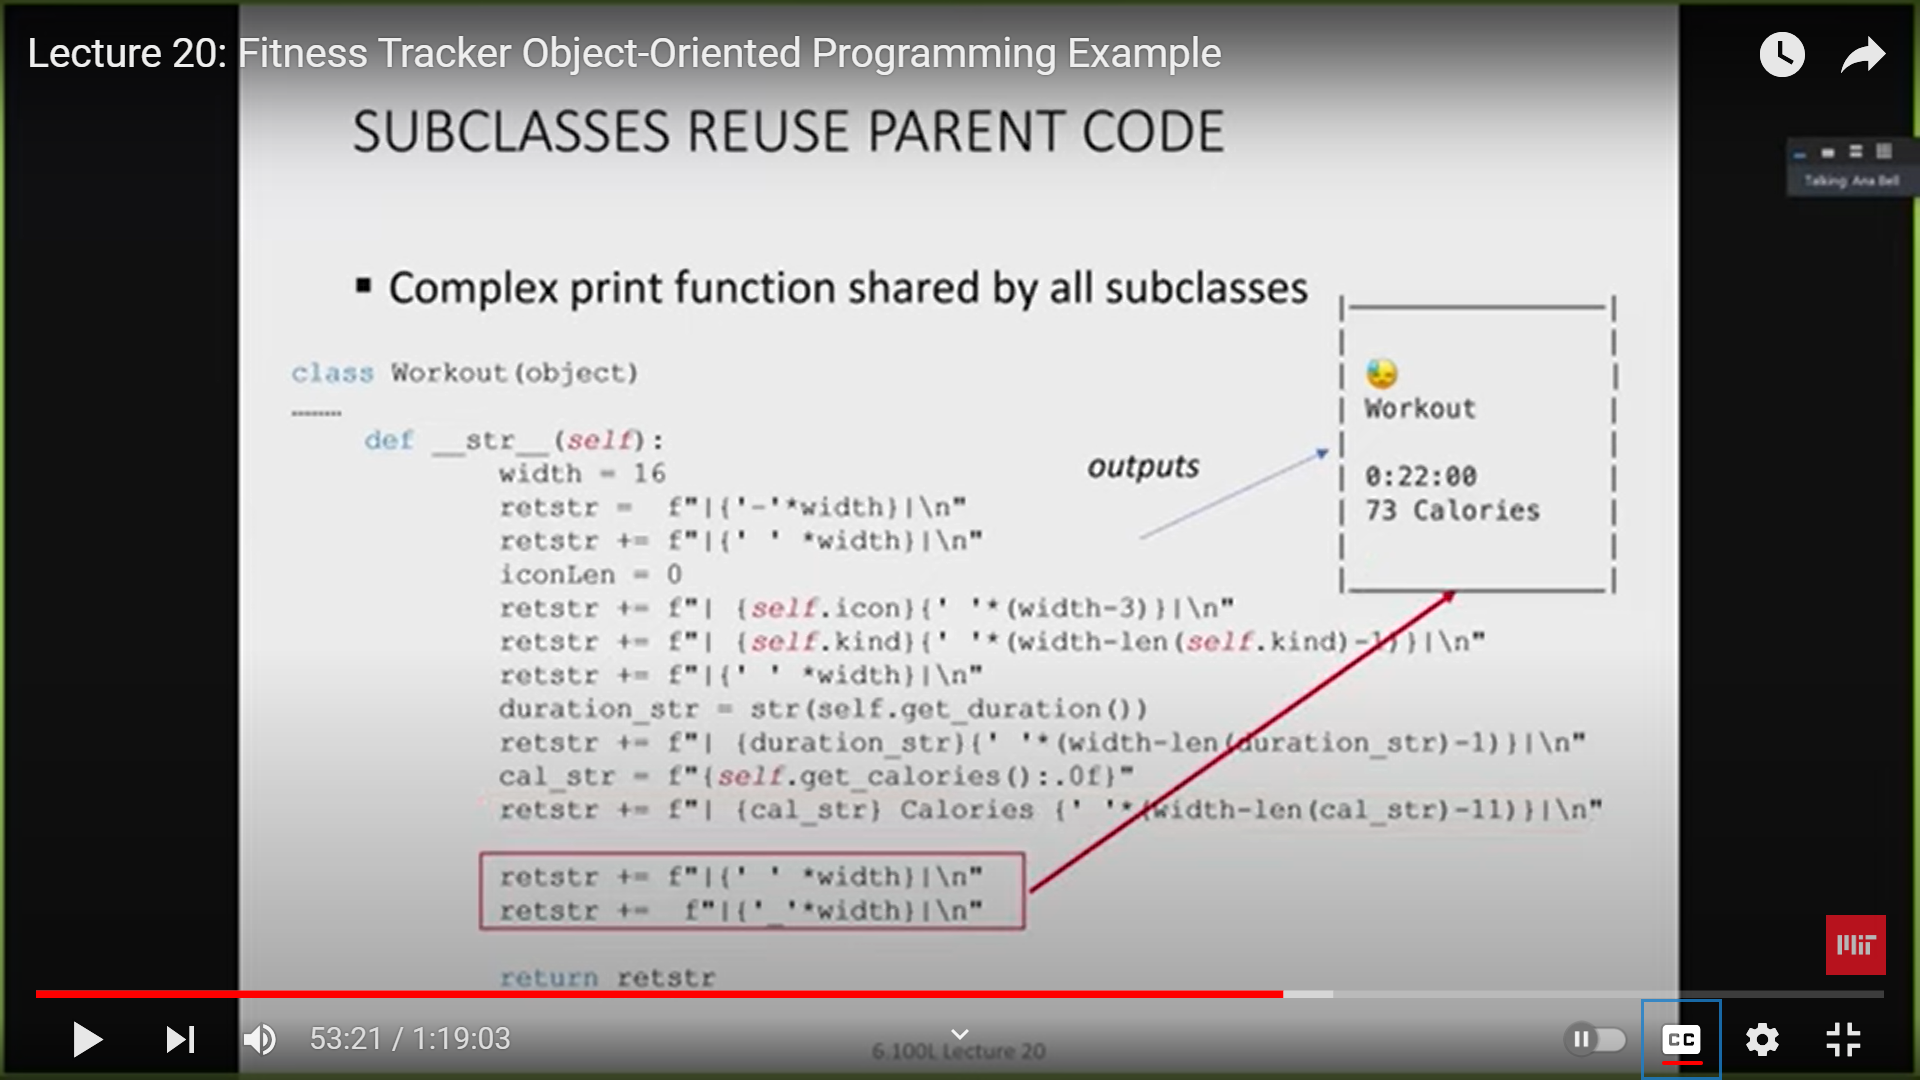 Lecture 20: Fitness Tracker Object-Oriented Programming Example
SUBCLASSES REUSE PARENT CODE
Talking: Ana Bell
▪ Complex print function shared by all subclasses
class Workout(object)
........
def __str__(self):
width = 16
retstr =  f"|{'-'*width}|\n"
retstr += f"|{' ' *width}|\n"
iconLen = 0
retstr += f"| {self.icon}{' '*(width-3)}|\n"
retstr += f"| {self.kind}{' '*(width-len(self.kind)-1)}|\n"
retstr += f"|{' ' *width}|\n"
duration_str = str(self.get_duration())
retstr += f"| {duration_str}{' '*(width-len(duration_str)-1)}|\n"
cal_str = f"{self.get_calories():.0f}"
retstr += f"| {cal_str} Calories {' '*(width-len(cal_str)-11)}|\n"
retstr += f"|{' ' *width}|\n"
retstr +=  f"|{'_'*width}|\n"
return retstr
outputs
😓
Workout
0:22:00
73 Calories
MIT
53:21 / 1:19:03
CC
6.100L Lecture 20